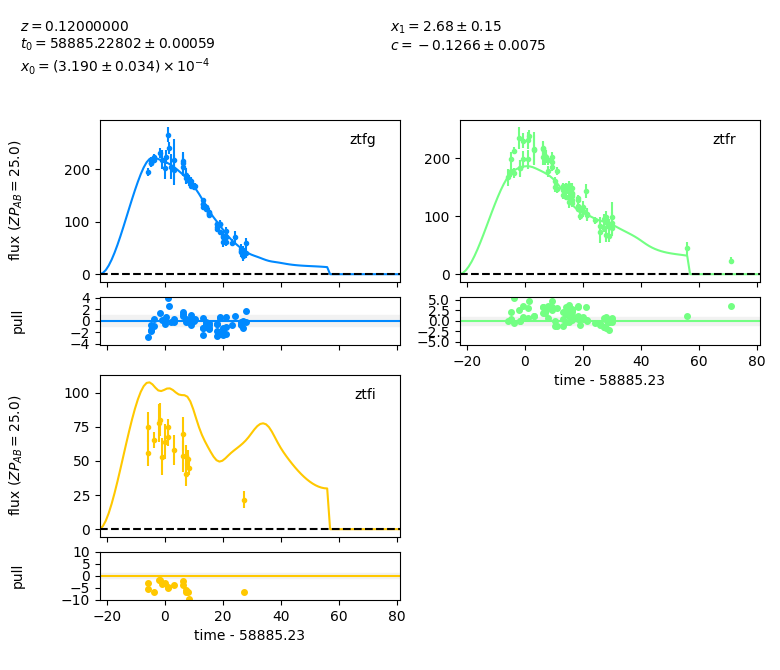 z = 0.12000000
t₀ = 58885.22802 ± 0.00059
x₀ = (3.190 ± 0.034) × 10⁻⁴
x₁ = 2.68 ± 0.15
c = −0.1266 ± 0.0075
ztfg
flux (ZP_AB = 25.0)
200
100
0
pull
4
2
0
−2
−4
ztfr
200
100
0
5.0
2.5
0.0
−2.5
−5.0
−20 0 20 40 60 80
time - 58885.23
ztfi
flux (ZP_AB = 25.0)
100
75
50
25
0
pull
10
5
0
−5
−10
−20 0 20 40 60 80
time - 58885.23